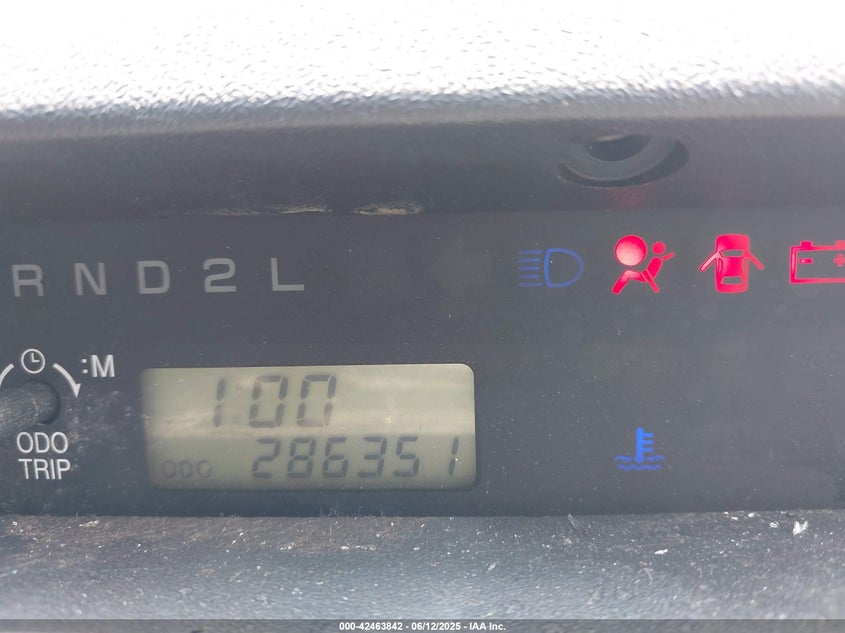 R N D 2 L
:M
1:00
ODO
TRIP
ODO 286351
000-42463842 - 06/12/2025 - IAA Inc.